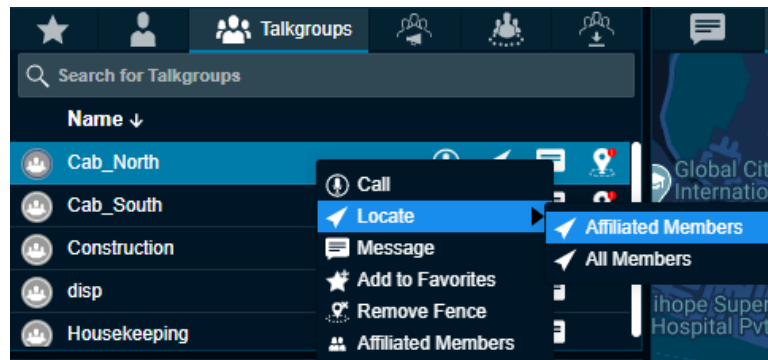 Talkgroups
Search for Talkgroups
Name ↓
Cab_North
Cab_South
Construction
disp
Housekeeping
Call
Locate
Message
Add to Favorites
Remove Fence
Affiliated Members
Affiliated Members
All Members
Global Cit
Internatio
ihope Super
Hospital Pvt